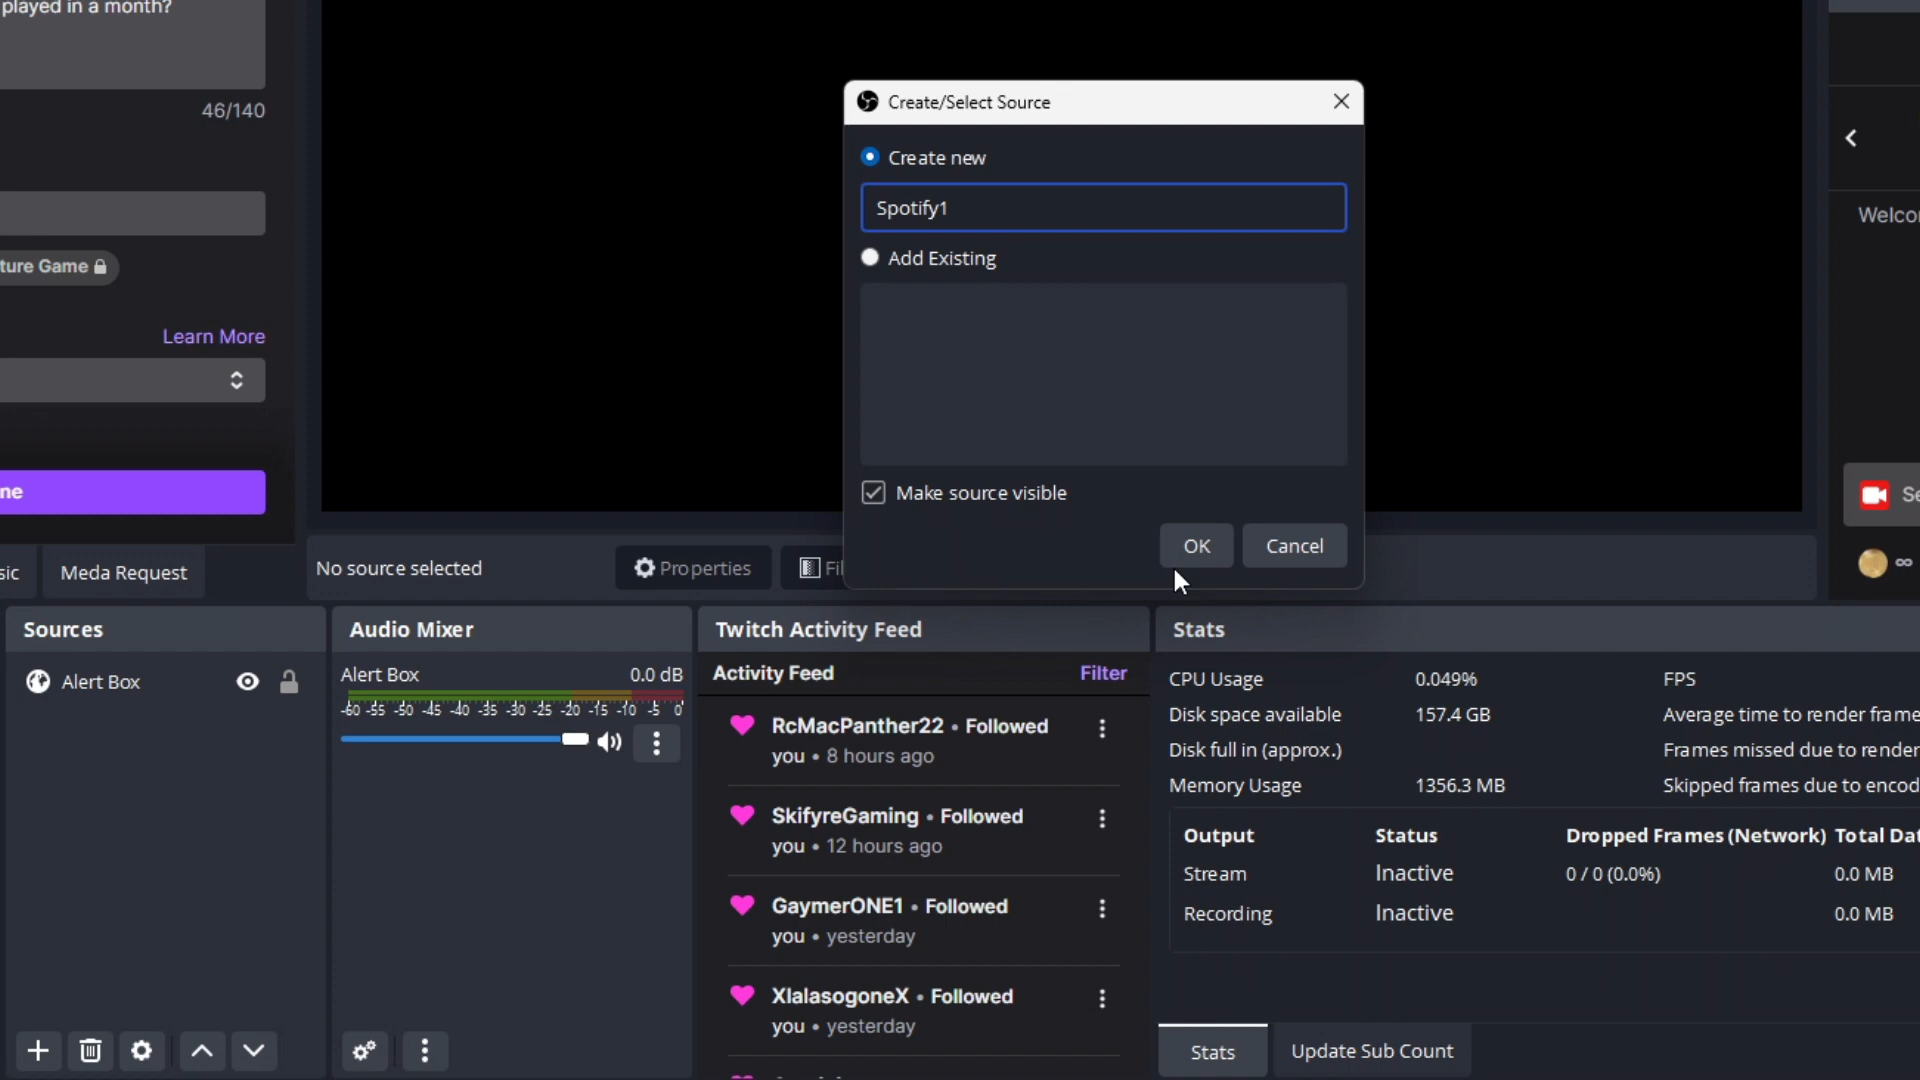 played in a month?
46/140
ture Game
Learn More
ne
sic
Meda Request
Create/Select Source
Create new
Spotify1
Add Existing
Make source visible
OK
Cancel
No source selected
Properties
Fil
Welco
Se
∞
Sources
Alert Box
Audio Mixer
Alert Box 0.0 dB
-60 -55 -50 -45 -40 -35 -30 -25 -20 -15 -10 -5 0
Twitch Activity Feed
Activity Feed Filter
RcMacPanther22 • Followed
you • 8 hours ago
SkifyreGaming • Followed
you • 12 hours ago
GaymerONE1 • Followed
you • yesterday
XlalasogoneX • Followed
you • yesterday
Stats
CPU Usage 0.049% FPS
Disk space available 157.4 GB Average time to render frame
Disk full in (approx.) Frames missed due to render
Memory Usage 1356.3 MB Skipped frames due to encod
Output Status Dropped Frames (Network) Total Dat
Stream Inactive 0 / 0 (0.0%) 0.0 MB
Recording Inactive 0.0 MB
Stats
Update Sub Count